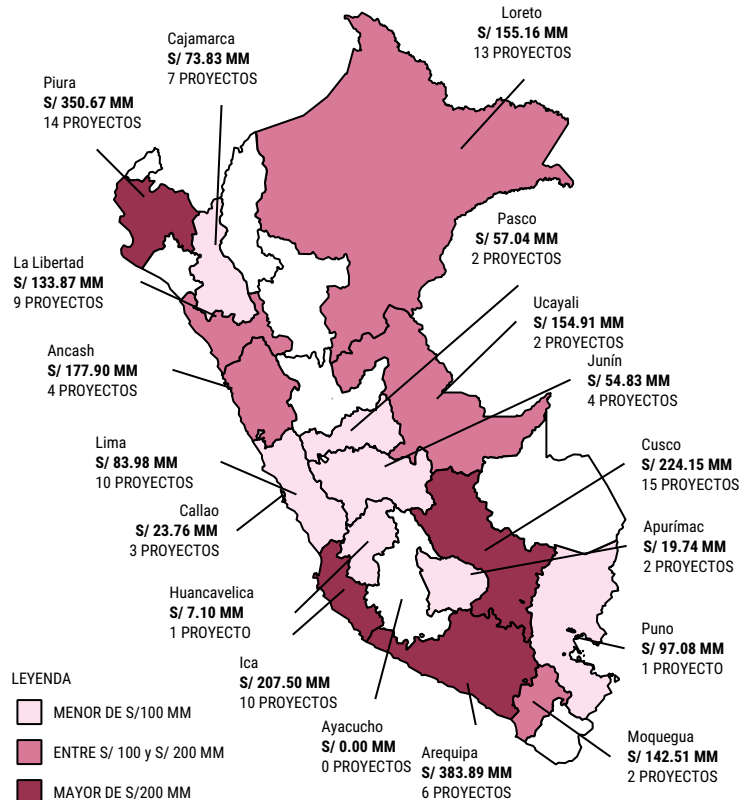 Loreto
S/ 155.16 MM
13 PROYECTOS
Cajamarca
S/ 73.83 MM
7 PROYECTOS
Piura
S/ 350.67 MM
14 PROYECTOS
Pasco
S/ 57.04 MM
2 PROYECTOS
La Libertad
S/ 133.87 MM
9 PROYECTOS
Ucayali
S/ 154.91 MM
2 PROYECTOS
Ancash
S/ 177.90 MM
4 PROYECTOS
Junín
S/ 54.83 MM
4 PROYECTOS
Lima
S/ 83.98 MM
10 PROYECTOS
Cusco
S/ 224.15 MM
15 PROYECTOS
Callao
S/ 23.76 MM
3 PROYECTOS
Apurímac
S/ 19.74 MM
2 PROYECTOS
Huancavelica
S/ 7.10 MM
1 PROYECTO
Puno
S/ 97.08 MM
1 PROYECTO
Ica
S/ 207.50 MM
10 PROYECTOS
Ayacucho
S/ 0.00 MM
0 PROYECTOS
Arequipa
S/ 383.89 MM
6 PROYECTOS
Moquegua
S/ 142.51 MM
2 PROYECTOS
LEYENDA
MENOR DE S/100 MM
ENTRE S/ 100 y S/ 200 MM
MAYOR DE S/200 MM